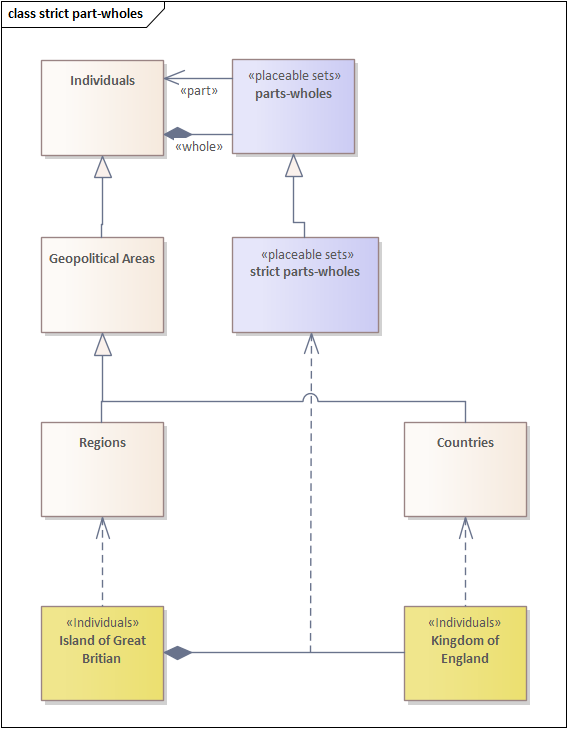 class strict part-wholes
Individuals
«part»
«whole»
«placeable sets»
parts-wholes
Geopolitical Areas
«placeable sets»
strict parts-wholes
Regions
Countries
«Individuals»
Island of Great
Britian
«Individuals»
Kingdom of
England